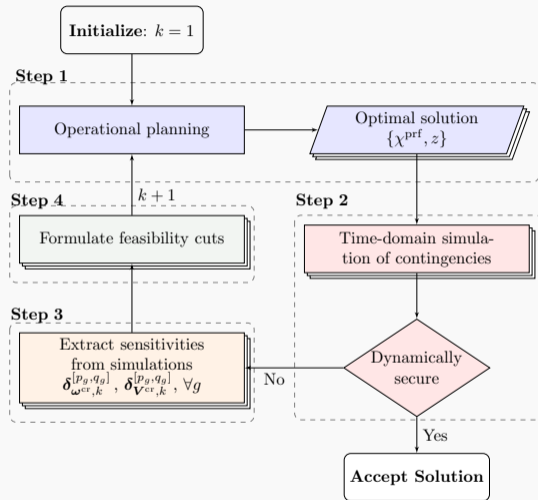 Initialize: k = 1
Step 1
Operational planning
Optimal solution
{χ^prf, z}
Step 4
k + 1
Step 2
Formulate feasibility cuts
Time-domain simula-
tion of contingencies
Step 3
Extract sensitivities
from simulations
δ_{ω^cr,k}^{[p_g,q_g]}, δ_{V^cr,k}^{[p_g,q_g]}, ∀g
No
Dynamically
secure
Yes
Accept Solution